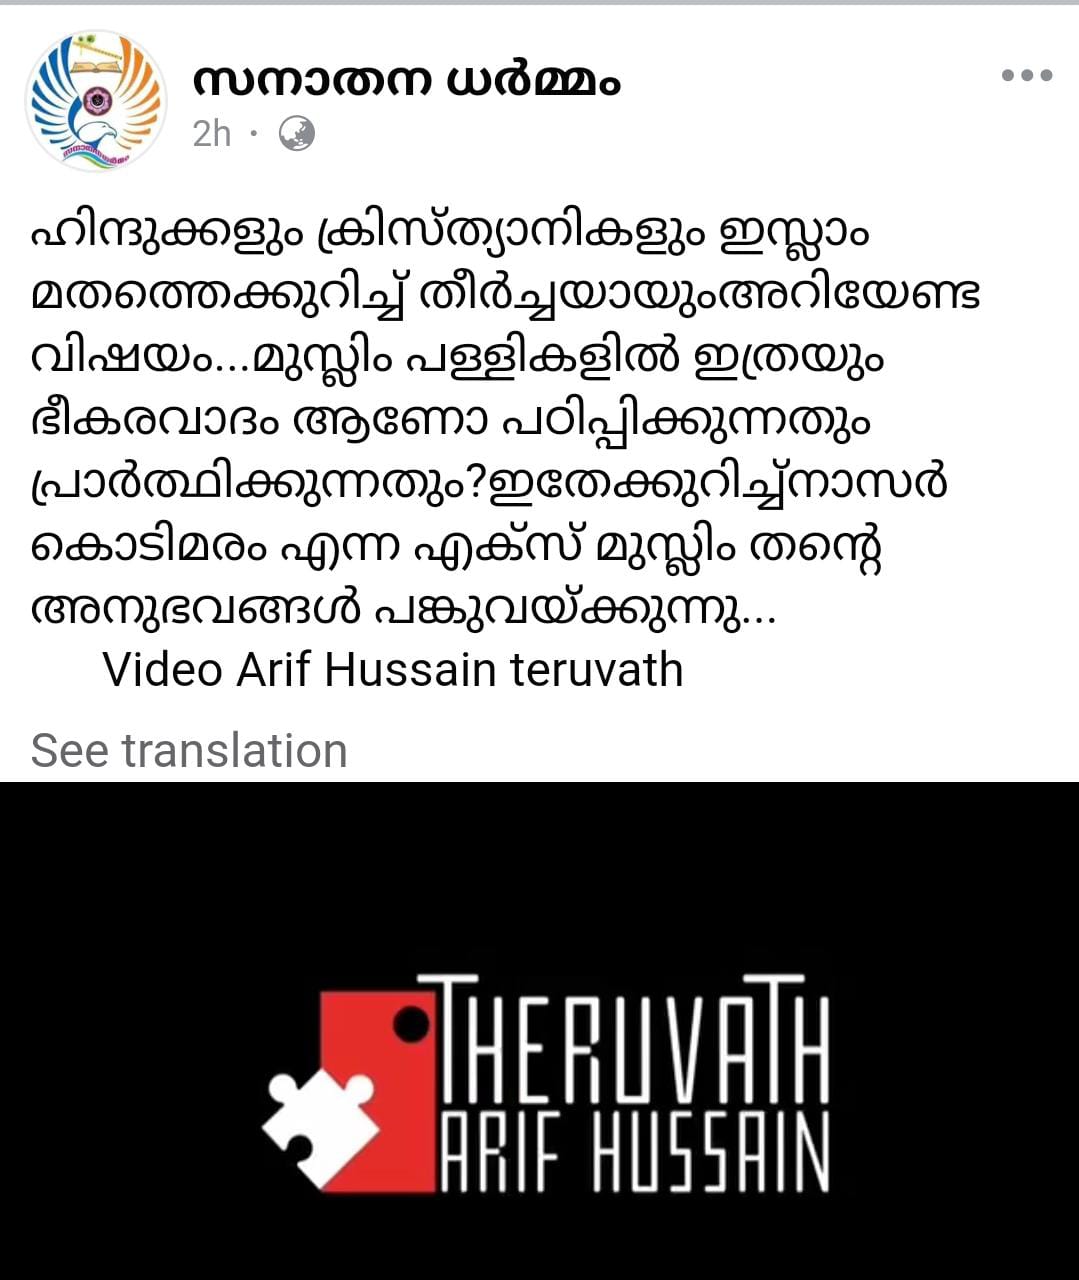 സനാതന ധർമ്മം
2h ·
ഹിന്ദുക്കളും ക്രിസ്ത്യാനികളും ഇസ്ലാം
മതത്തെക്കുറിച്ച് തീർച്ചയായുംഅറിയേണ്ട
വിഷയം...മുസ്ലിം പള്ളികളിൽ ഇത്രയും
ഭീകരവാദം ആണോ പഠിപ്പിക്കുന്നതും
പ്രാർത്ഥിക്കുന്നതും?ഇതേക്കുറിച്ച്നാസർ
കൊടിമരം എന്ന എക്സ് മുസ്ലിം തന്റെ
അനുഭവങ്ങൾ പങ്കുവയ്ക്കുന്നു...
Video Arif Hussain teruvath
See translation
THERUVATH
ARIF HUSSAIN